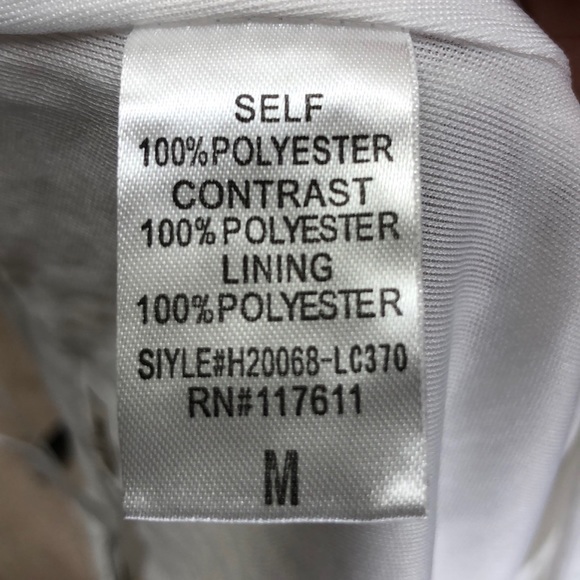 SELF
100%POLYESTER
CONTRAST
100% POLYESTER
LINING
100%POLYESTER
SIYLE#H20068-LC370
RN#117611
M